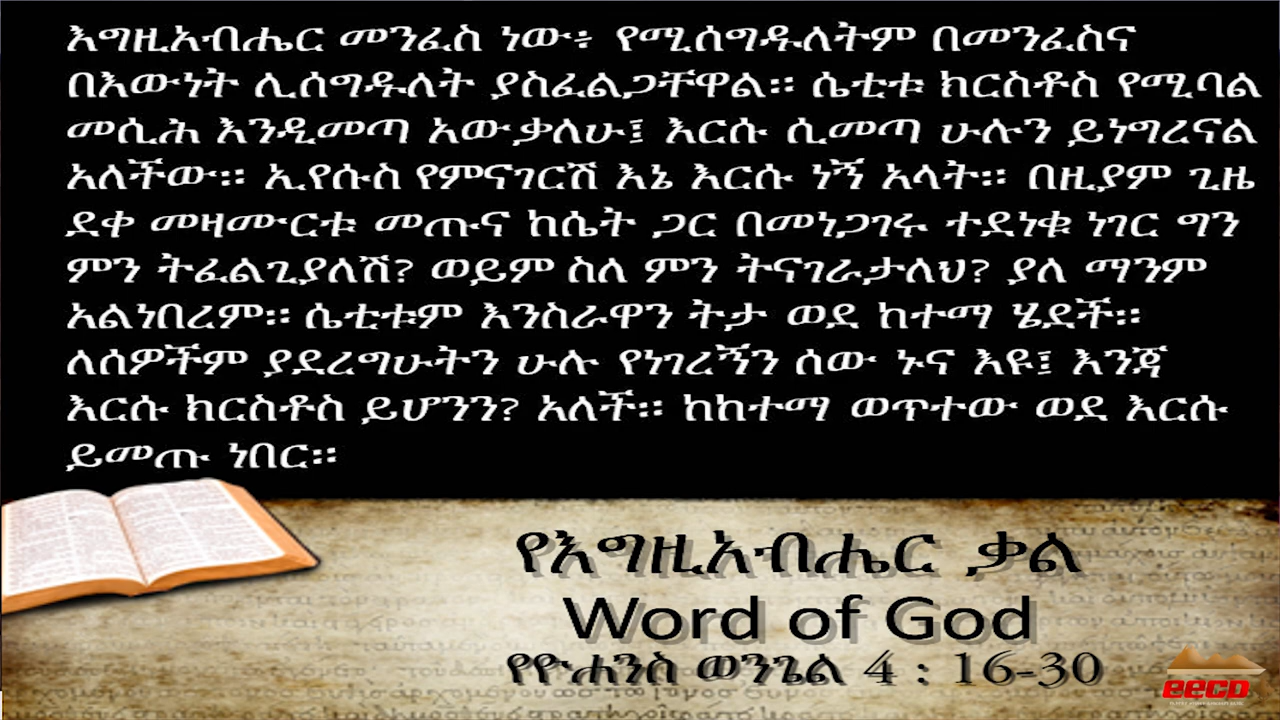 እግዚአብሔር መንፈስ ነው፥ የሚሰግዱለትም በመንፈስና
በእውነት ሊሰግዱለት ያስፈልጋቸዋል። ሴቲቱ ክርስቶስ የሚባል
መሲሕ እንዲመጣ አውቃለሁ፤ እርሱ ሲመጣ ሁሉን ይነግረናል
አለችው። ኢየሱስ የምናገርሽ እኔ እርሱ ነኝ አላት። በዚያም ጊዜ
ደቀ መዛሙርቱ መጡና ከሴት ጋር በመነጋገሩ ተደነቁ ነገር ግን
ምን ትፈልጊያለሽ? ወይም ስለ ምን ትናገራታለህ? ያለ ማንም
አልነበረም። ሴቲቱም እንስራዋን ትታ ወደ ከተማ ሄደች።
ለሰዎችም ያደረግሁትን ሁሉ የነገረኝን ሰው ኑና እዩ፤ እንጃ
እርሱ ክርስቶስ ይሆንን? አለች። ከከተማ ወጥተው ወደ እርሱ
ይመጡ ነበር።
የእግዚአብሔር ቃል
Word of God
የዮሐንስ ወንጌል 4 : 16-30
eecd